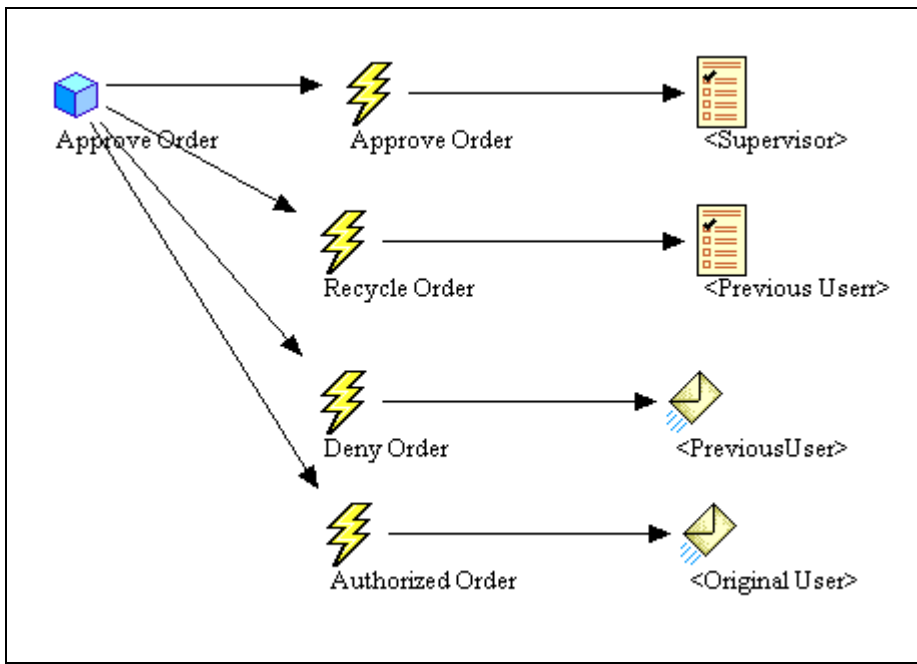 Approve Order
Approve Order
<Supervisor>
Recycle Order
<Previous Userr>
Deny Order
<PreviousUser>
Authorized Order
<Original User>